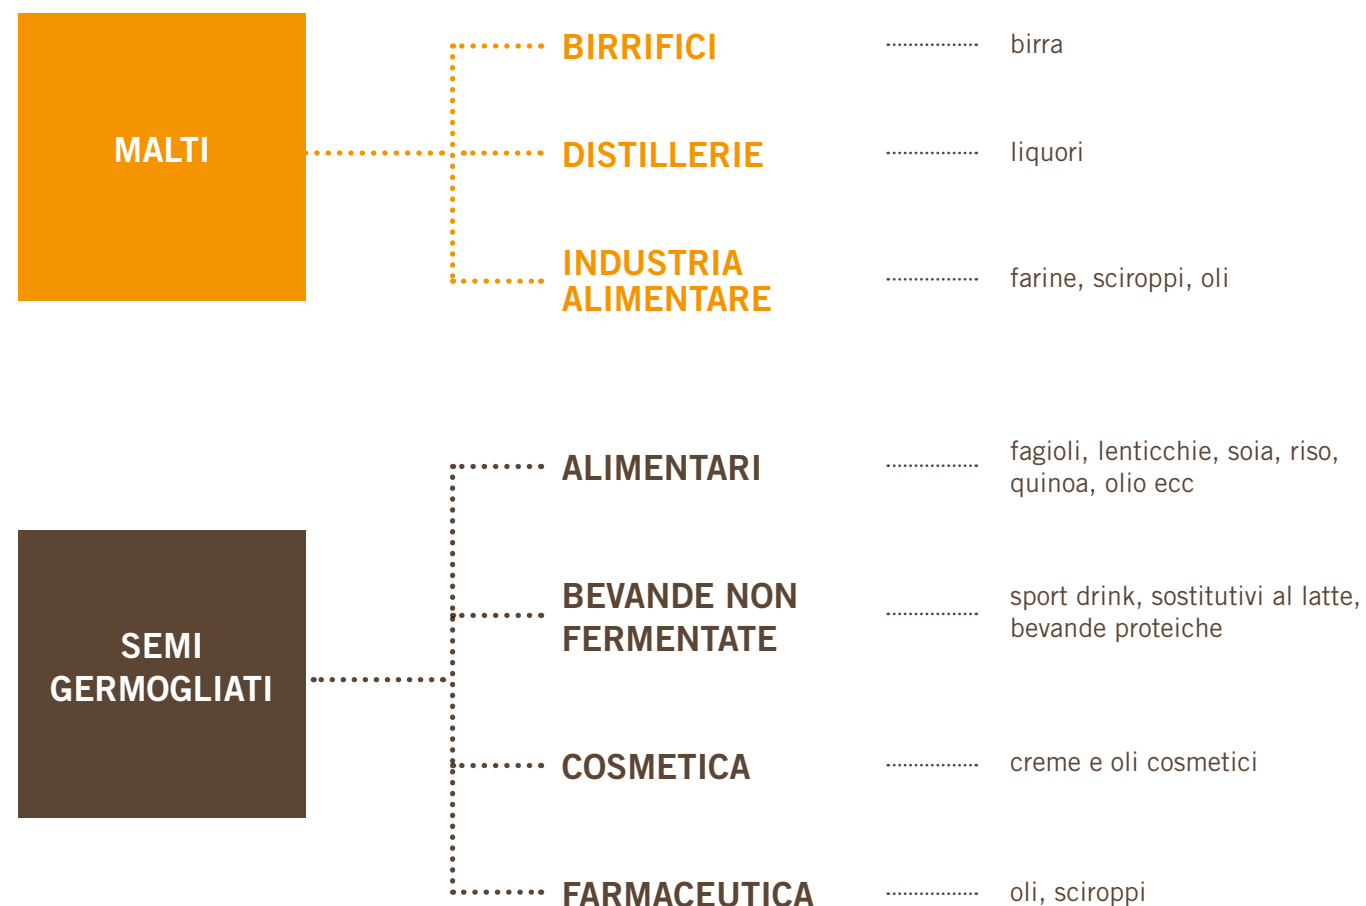 MALTI
BIRRIFICI
birra
DISTILLERIE
liquori
INDUSTRIA
ALIMENTARE
farine, sciroppi, oli
SEMI
GERMOGLIATI
ALIMENTARI
fagioli, lenticchie, soia, riso,
quinoa, olio ecc
BEVANDE NON
FERMENTATE
sport drink, sostitutivi al latte,
bevande proteiche
COSMETICA
creme e oli cosmetici
FARMACEUTICA
oli, sciroppi